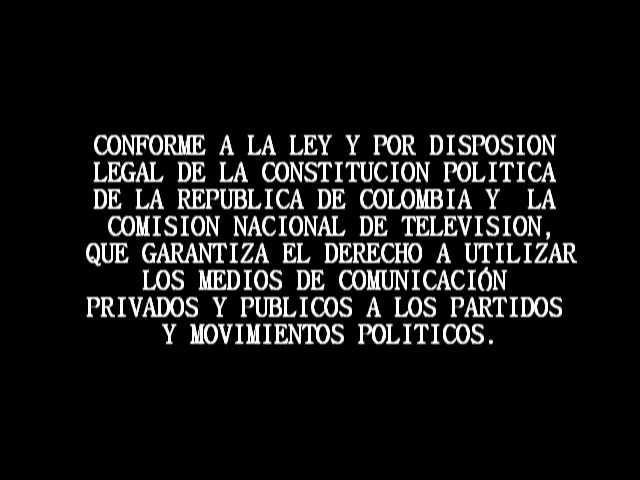 CONFORME A LA LEY Y POR DISPOSION
LEGAL DE LA CONSTITUCION POLITICA
DE LA REPUBLICA DE COLOMBIA Y LA
COMISION NACIONAL DE TELEVISION,
QUE GARANTIZA EL DERECHO A UTILIZAR
LOS MEDIOS DE COMUNICACIÓN
PRIVADOS Y PUBLICOS A LOS PARTIDOS
Y MOVIMIENTOS POLITICOS.